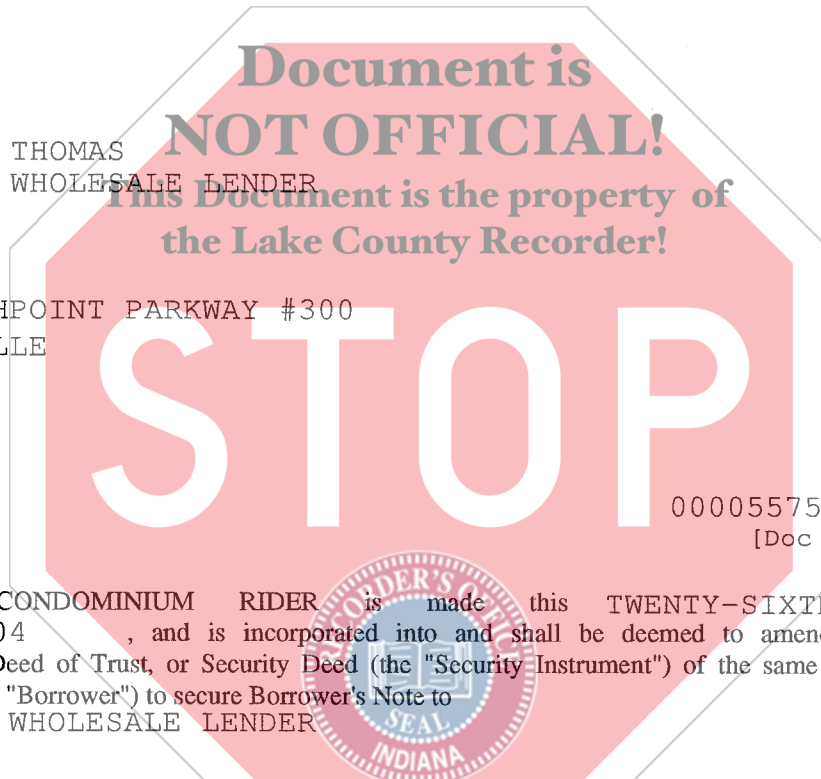 Document is
NOT OFFICIAL!
THOMAS
WHOLESALE LENDER
This Document is the property of
the Lake County Recorder!
HPOINT PARKWAY #300
LLE
STOP
00005575
[Doc
CONDOMINIUM RIDER is made this TWENTY-SIXTH
04 , and is incorporated into and shall be deemed to amen
Deed of Trust, or Security Deed (the "Security Instrument") of the same
"Borrower") to secure Borrower's Note to
WHOLESALE LENDER
RECORDER'S OFFICE
SEAL
INDIANA